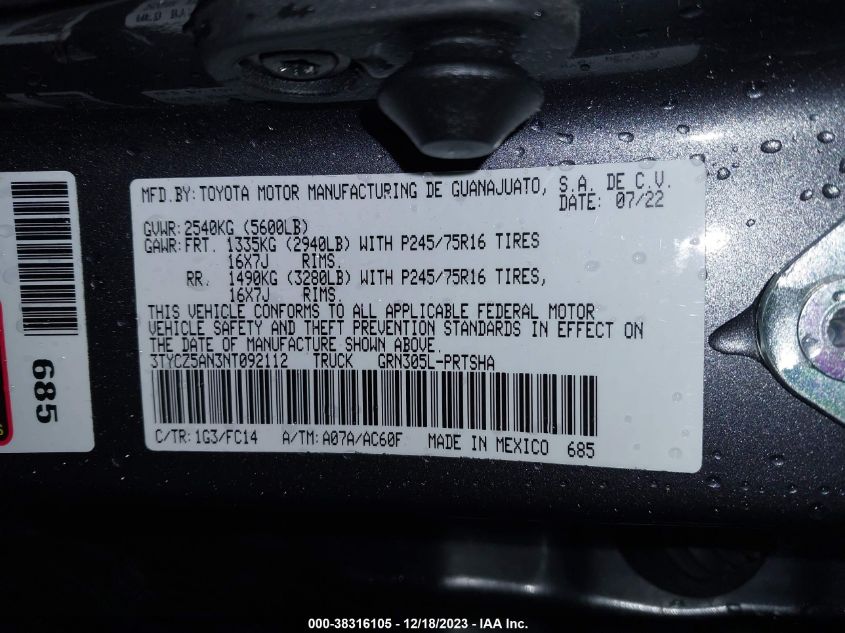 MFD.BY:TOYOTA MOTOR MANUFACTURING DE GUANAJUATO, S.A. DE C.V.
DATE: 07/22
GVWR:2540KG (5600LB)
GAWR:FRT. 1335KG (2940LB) WITH P245/75R16 TIRES
16X7J RIMS.
RR. 1490KG (3280LB) WITH P245/75R16 TIRES,
16X7J RIMS.
THIS VEHICLE CONFORMS TO ALL APPLICABLE FEDERAL MOTOR
VEHICLE SAFETY AND THEFT PREVENTION STANDARDS IN EFFECT ON
THE DATE OF MANUFACTURE SHOWN ABOVE.
3TYCZ5AN3NT092112 TRUCK GRN305L-PRTSHA
C/TR:1G3/FC14 A/TM:A07A/AC60F MADE IN MEXICO 685
685
000-38316105 - 12/18/2023 - IAA Inc.